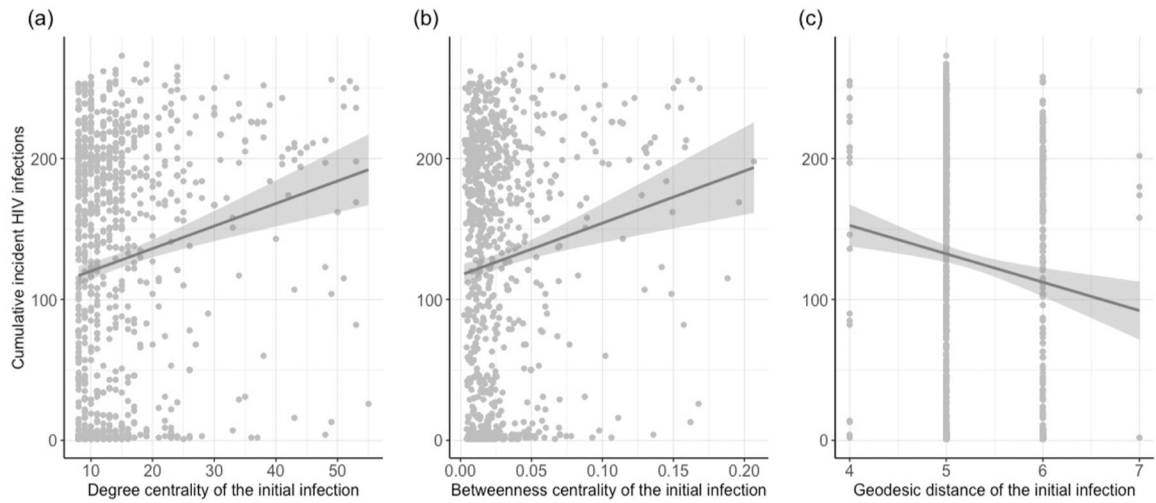 (a)
Cumulative incident HIV infections
200
100
0
10 20 30 40 50
Degree centrality of the initial infection
(b)
200
100
0
0.00 0.05 0.10 0.15 0.20
Betweenness centrality of the initial infection
(c)
200
100
0
4 5 6 7
Geodesic distance of the initial infection